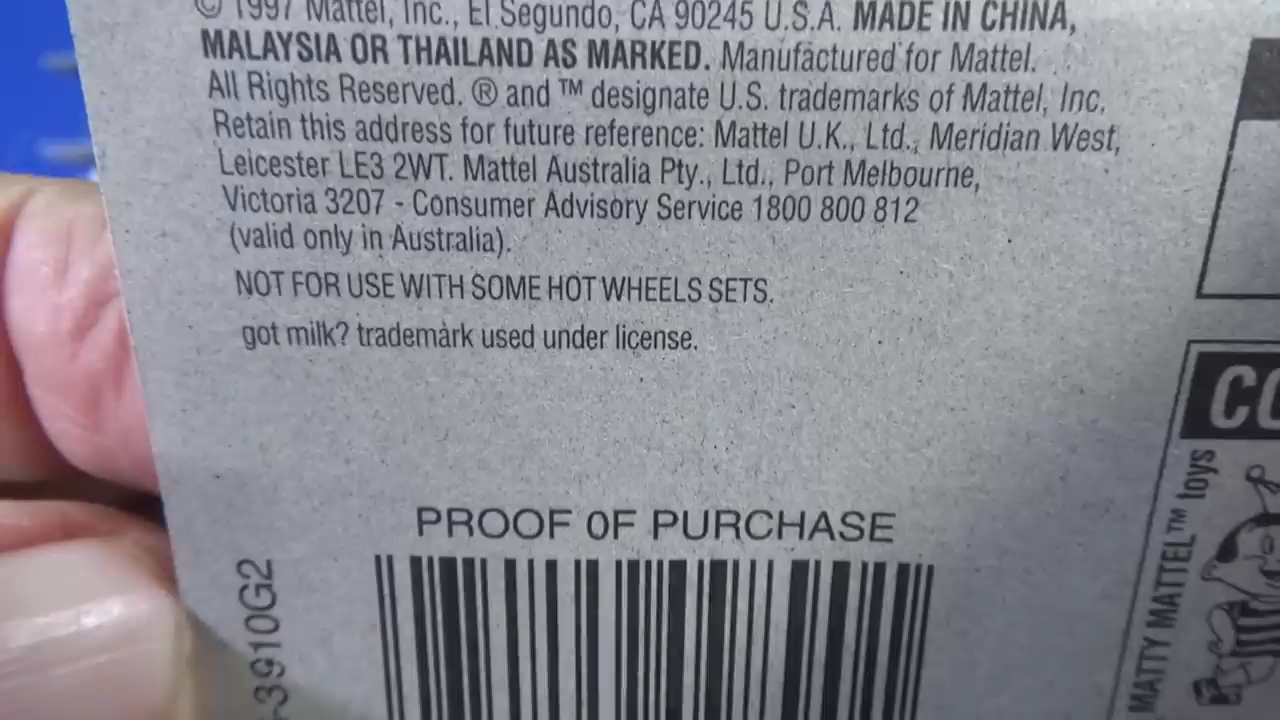 © 1997 Mattel, Inc., El Segundo, CA 90245 U.S.A. MADE IN CHINA,
MALAYSIA OR THAILAND AS MARKED. Manufactured for Mattel.
All Rights Reserved. ® and ™ designate U.S. trademarks of Mattel, Inc.
Retain this address for future reference: Mattel U.K., Ltd., Meridian West,
Leicester LE3 2WT. Mattel Australia Pty., Ltd., Port Melbourne,
Victoria 3207 - Consumer Advisory Service 1800 800 812
(valid only in Australia).
NOT FOR USE WITH SOME HOT WHEELS SETS.
got milk? trademark used under license.
PROOF OF PURCHASE
-3910G2
CO
MATTY MATTEL™ toys